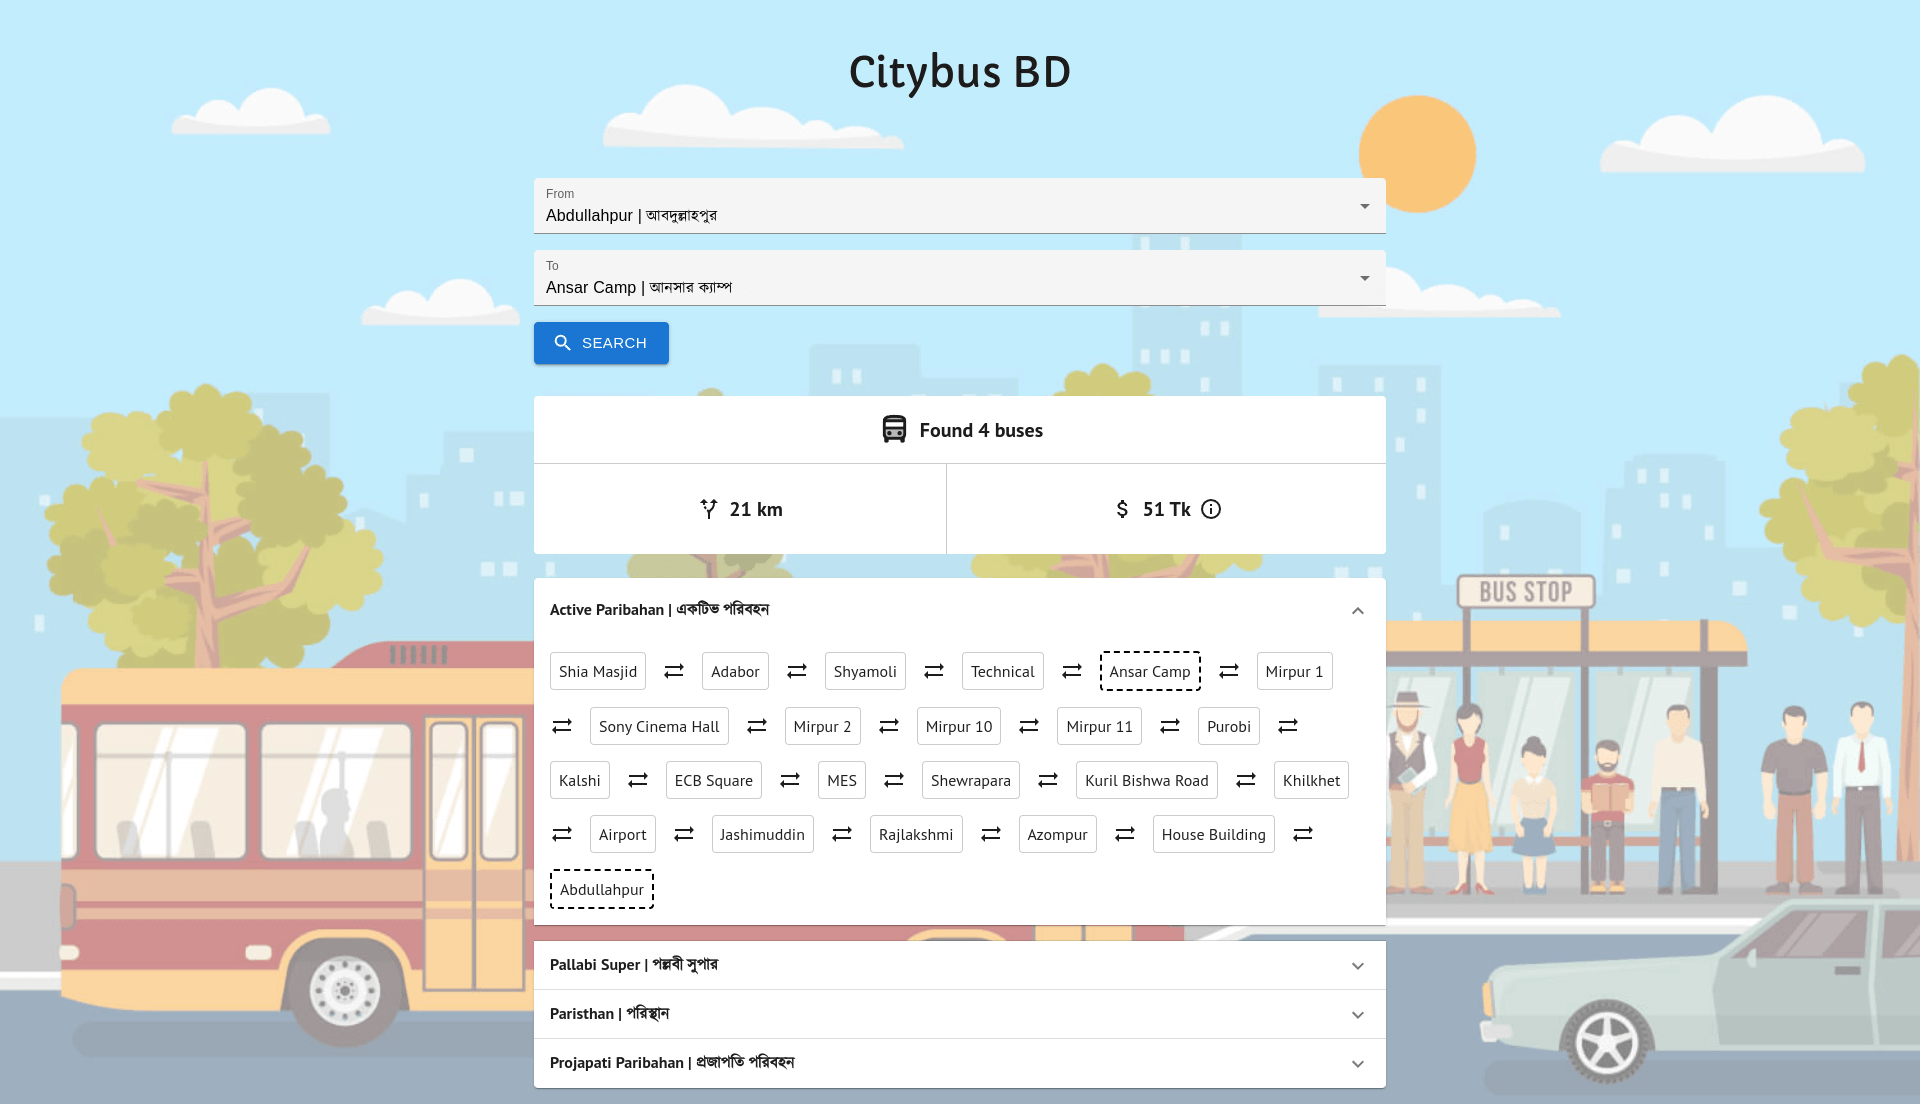 Citybus BD
From
Abdullahpur | আবদুল্লাহপুর
To
Ansar Camp | আনসার ক্যাম্প
SEARCH
Found 4 buses
21 km
51 Tk
Active Paribahan | একটিভ পরিবহন
Shia Masjid Adabor Shyamoli Technical Ansar Camp Mirpur 1
Sony Cinema Hall Mirpur 2 Mirpur 10 Mirpur 11 Purobi
Kalshi ECB Square MES Shewrapara Kuril Bishwa Road Khilkhet
Airport Jashimuddin Rajlakshmi Azompur House Building
Abdullahpur
Pallabi Super | পল্লবী সুপার
Paristhan | পরিস্থান
Projapati Paribahan | প্রজাপতি পরিবহন
BUS STOP